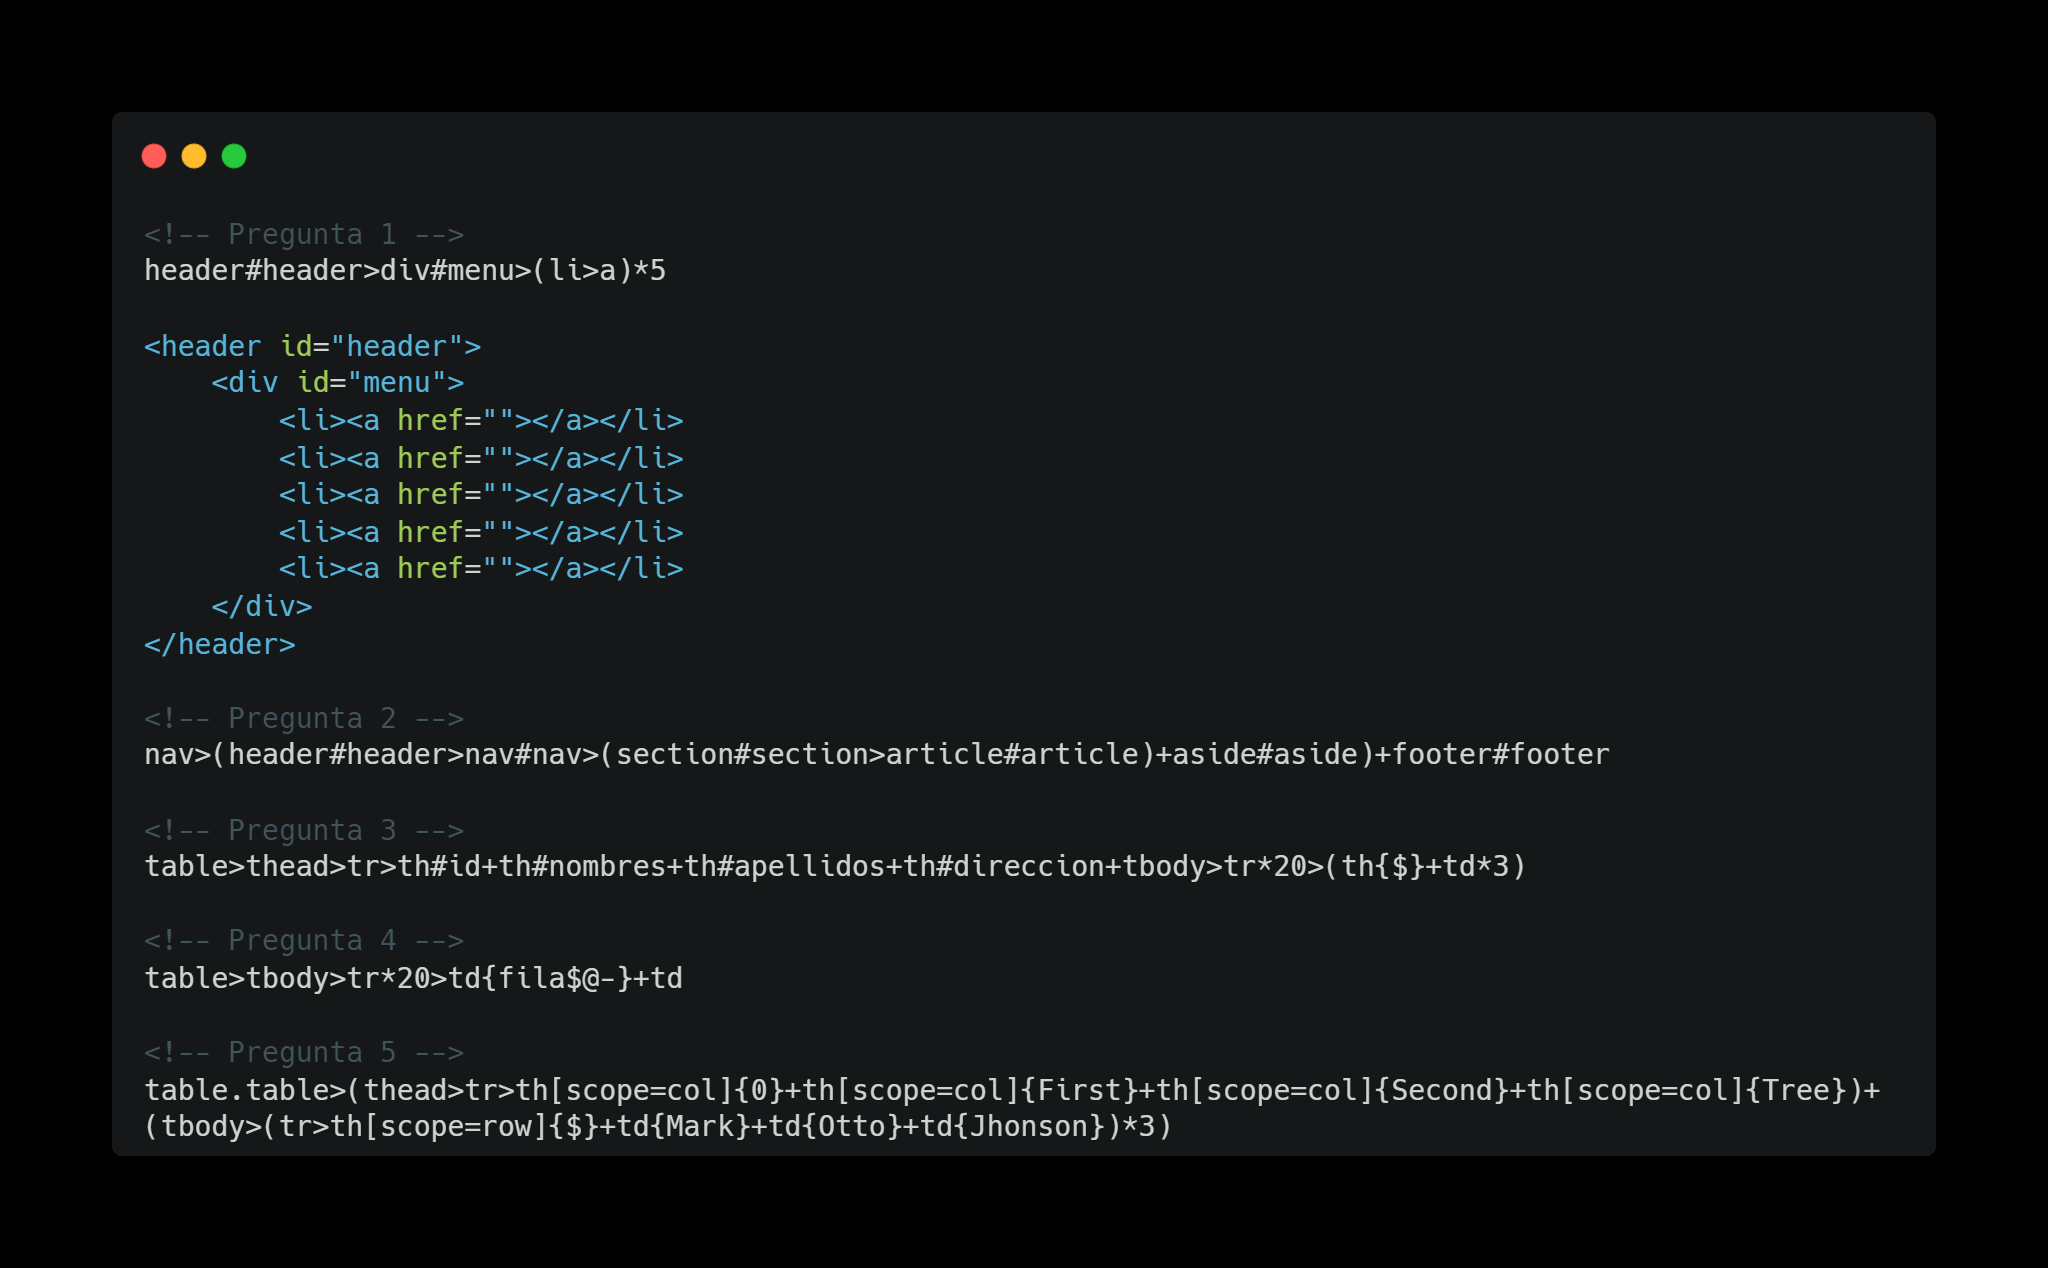 <!-- Pregunta 1 -->
header#header>div#menu>(li>a)*5
<header id="header">
    <div id="menu">
        <li><a href=""></a></li>
        <li><a href=""></a></li>
        <li><a href=""></a></li>
        <li><a href=""></a></li>
        <li><a href=""></a></li>
    </div>
</header>
<!-- Pregunta 2 -->
nav>(header#header>nav#nav>(section#section>article#article)+aside#aside)+footer#footer
<!-- Pregunta 3 -->
table>thead>tr>th#id+th#nombres+th#apellidos+th#direccion+tbody>tr*20>(th{$}+td*3)
<!-- Pregunta 4 -->
table>tbody>tr*20>td{fila$@-}+td
<!-- Pregunta 5 -->
table.table>(thead>tr>th[scope=col]{0}+th[scope=col]{First}+th[scope=col]{Second}+th[scope=col]{Tree})+
(tbody>(tr>th[scope=row]{$}+td{Mark}+td{Otto}+td{Jhonson})*3)